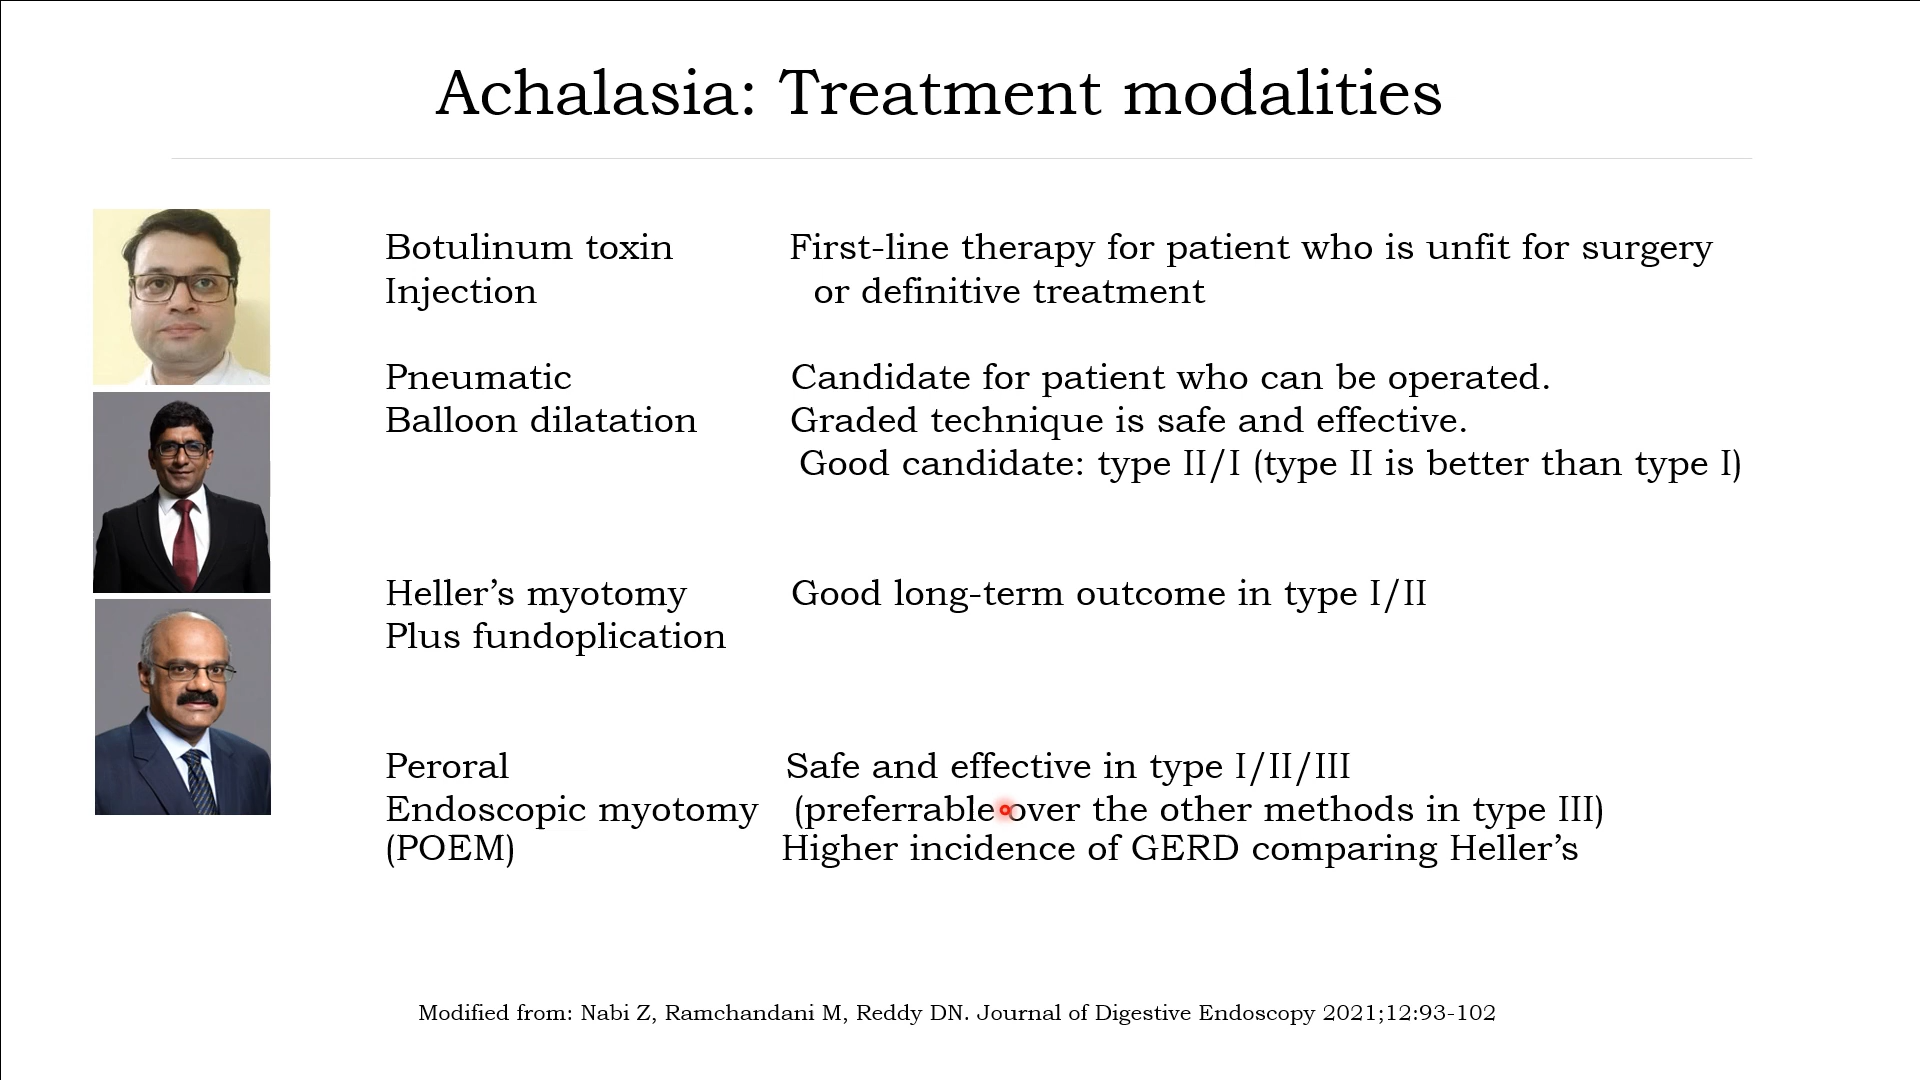 Achalasia: Treatment modalities
Botulinum toxin First-line therapy for patient who is unfit for surgery
Injection or definitive treatment
Pneumatic Candidate for patient who can be operated.
Balloon dilatation Graded technique is safe and effective.
Good candidate: type II/I (type II is better than type I)
Heller’s myotomy Good long-term outcome in type I/II
Plus fundoplication
Peroral Safe and effective in type I/II/III
Endoscopic myotomy (preferrable over the other methods in type III)
(POEM) Higher incidence of GERD comparing Heller’s
Modified from: Nabi Z, Ramchandani M, Reddy DN. Journal of Digestive Endoscopy 2021;12:93-102